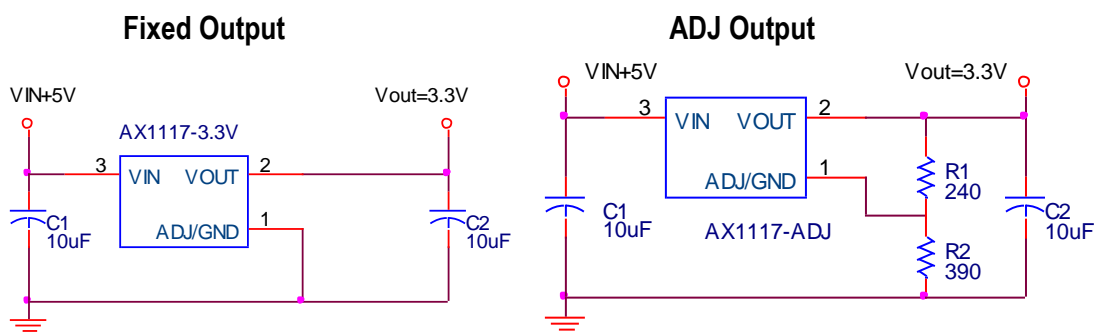 Fixed Output
VIN+5V
Vout=3.3V
AX1117-3.3V
3
VIN
VOUT
2
ADJ/GND
1
C1
10uF
C2
10uF
ADJ Output
VIN+5V
Vout=3.3V
3
VIN
VOUT
2
ADJ/GND
1
AX1117-ADJ
C1
10uF
R1
240
R2
390
C2
10uF